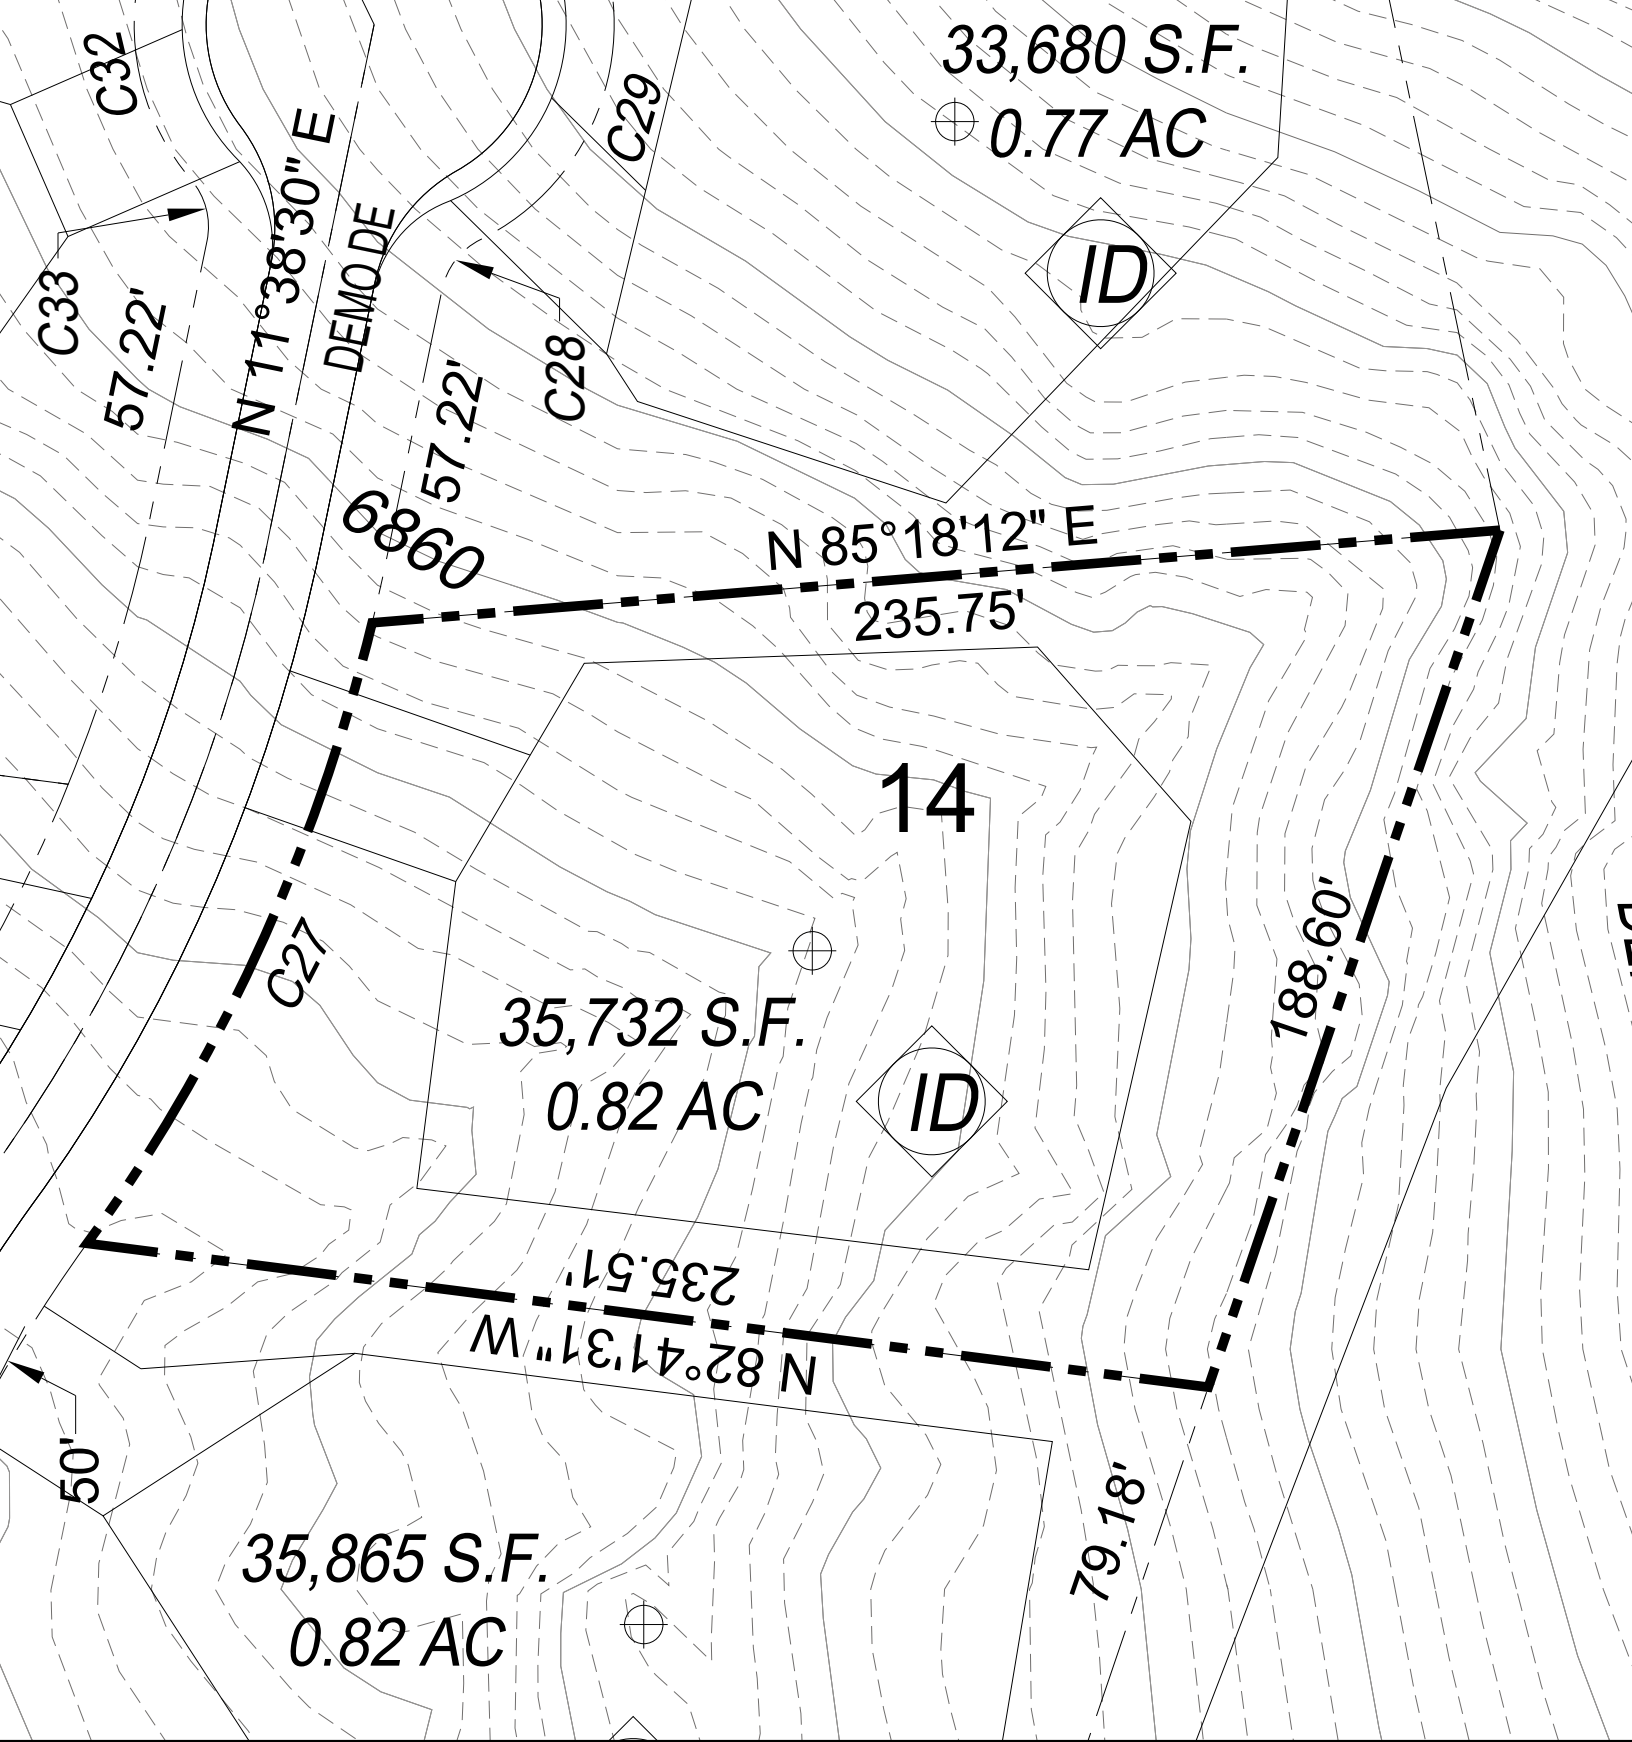 33,680 S.F.
0.77 AC
C32
C29
N 11°38'30" E
DEMO DE
ID
C33
57.22'
C28
57.22'
6860
N 85°18'12" E
235.75'
14
188.60'
C27
35,732 S.F.
0.82 AC
ID
235.51'
N 82°41'31" W
50'
79.18'
35,865 S.F.
0.82 AC